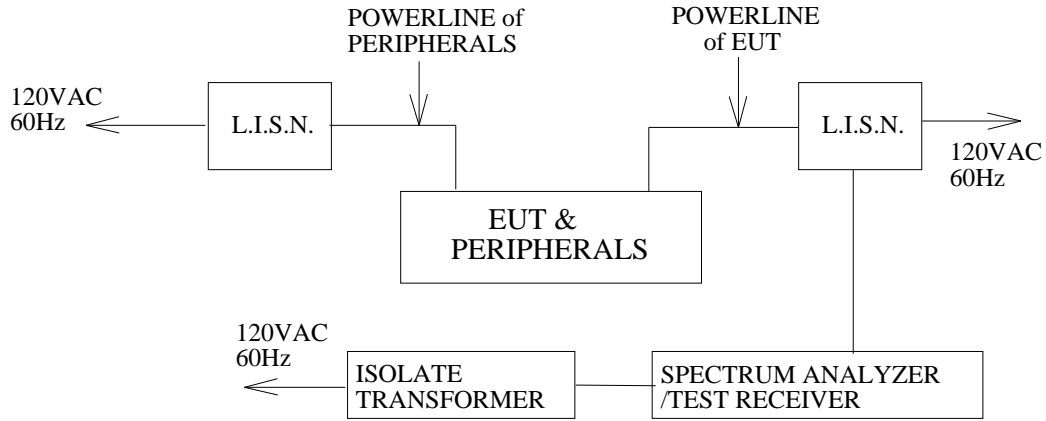 POWERLINE of
PERIPHERALS
POWERLINE
of EUT
120VAC
60Hz
L.I.S.N.
L.I.S.N.
120VAC
60Hz
EUT &
PERIPHERALS
120VAC
60Hz
ISOLATE
TRANSFORMER
SPECTRUM ANALYZER
/TEST RECEIVER